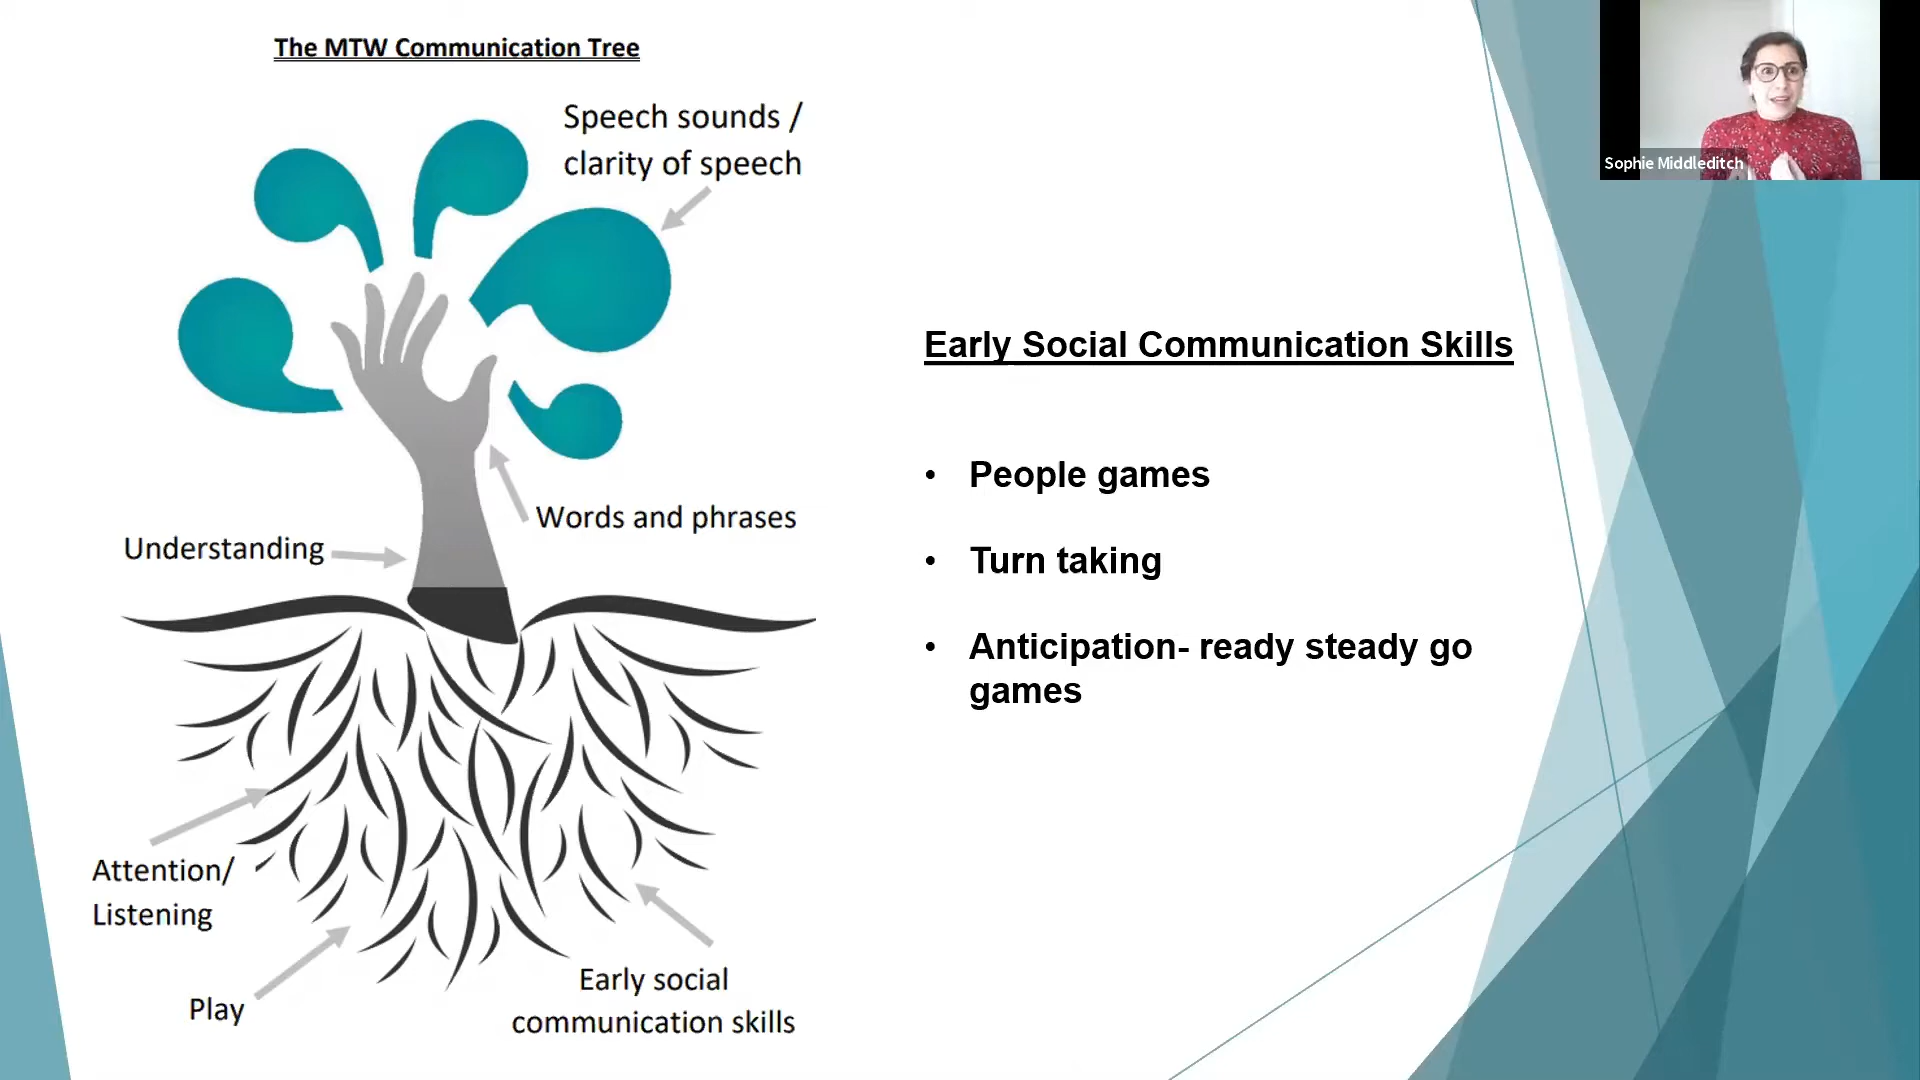 The MTW Communication Tree
Speech sounds /
clarity of speech
Words and phrases
Understanding
Attention/
Listening
Play
Early social
communication skills
Early Social Communication Skills
• People games
• Turn taking
• Anticipation- ready steady go
games
Sophie Middleditch